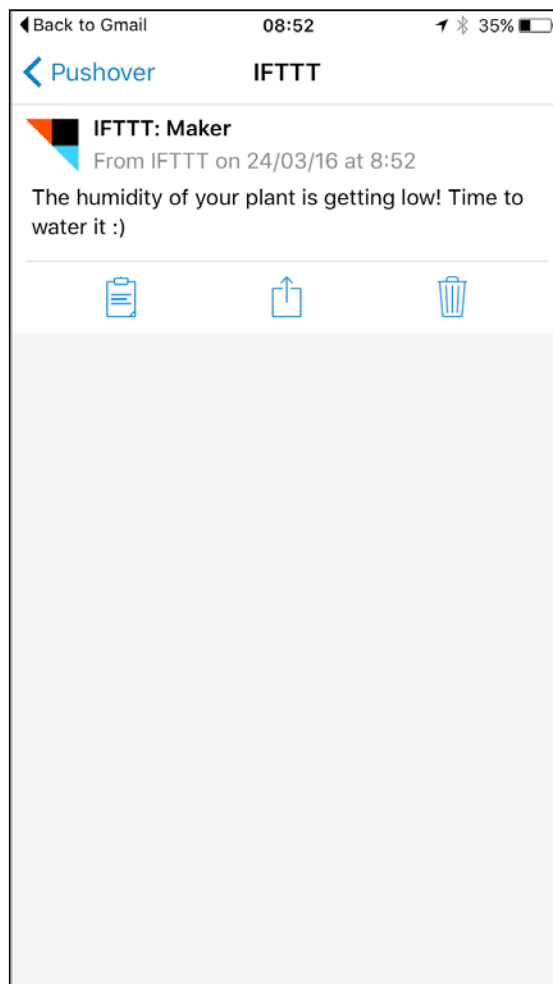 Back to Gmail 08:52 35%
Pushover IFTTT
IFTTT: Maker
From IFTTT on 24/03/16 at 8:52
The humidity of your plant is getting low! Time to
water it :)